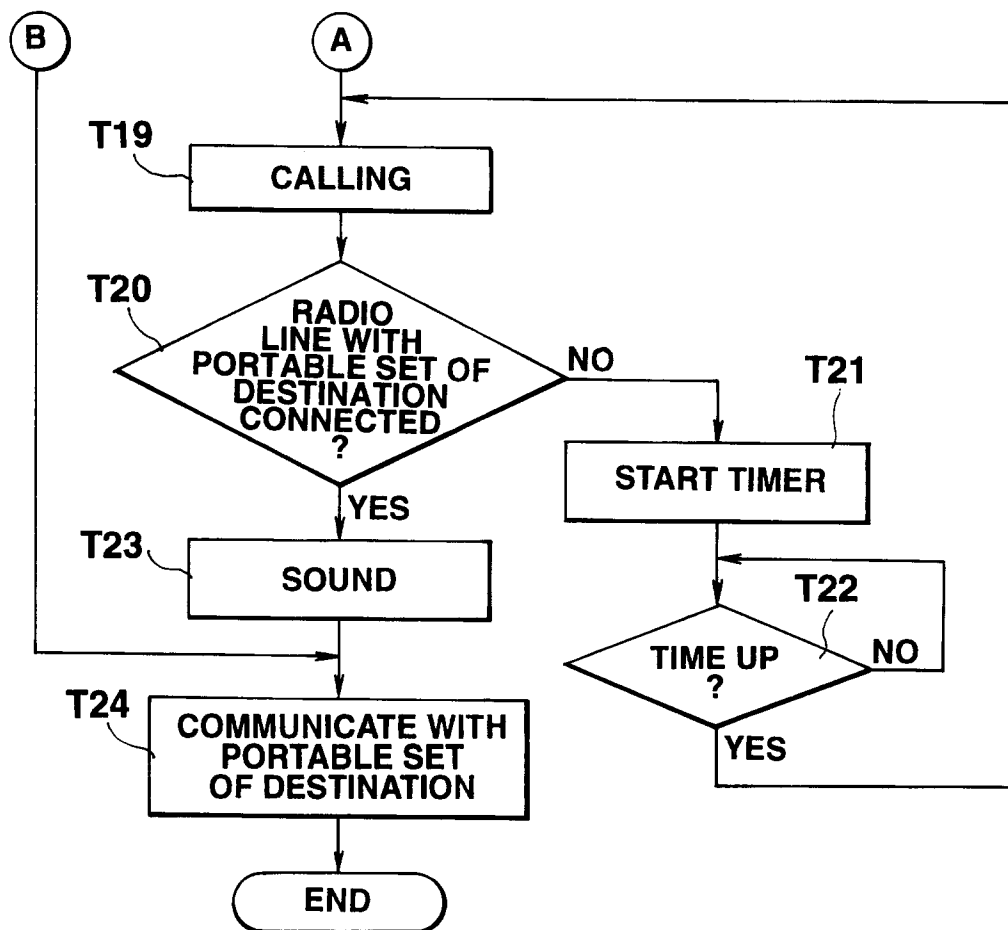 B
A
T19
CALLING
T20
RADIO
LINE WITH
PORTABLE SET OF
DESTINATION
CONNECTED
?
NO
T21
START TIMER
YES
T23
SOUND
T22
TIME UP
?
NO
YES
T24
COMMUNICATE WITH
PORTABLE SET
OF DESTINATION
END